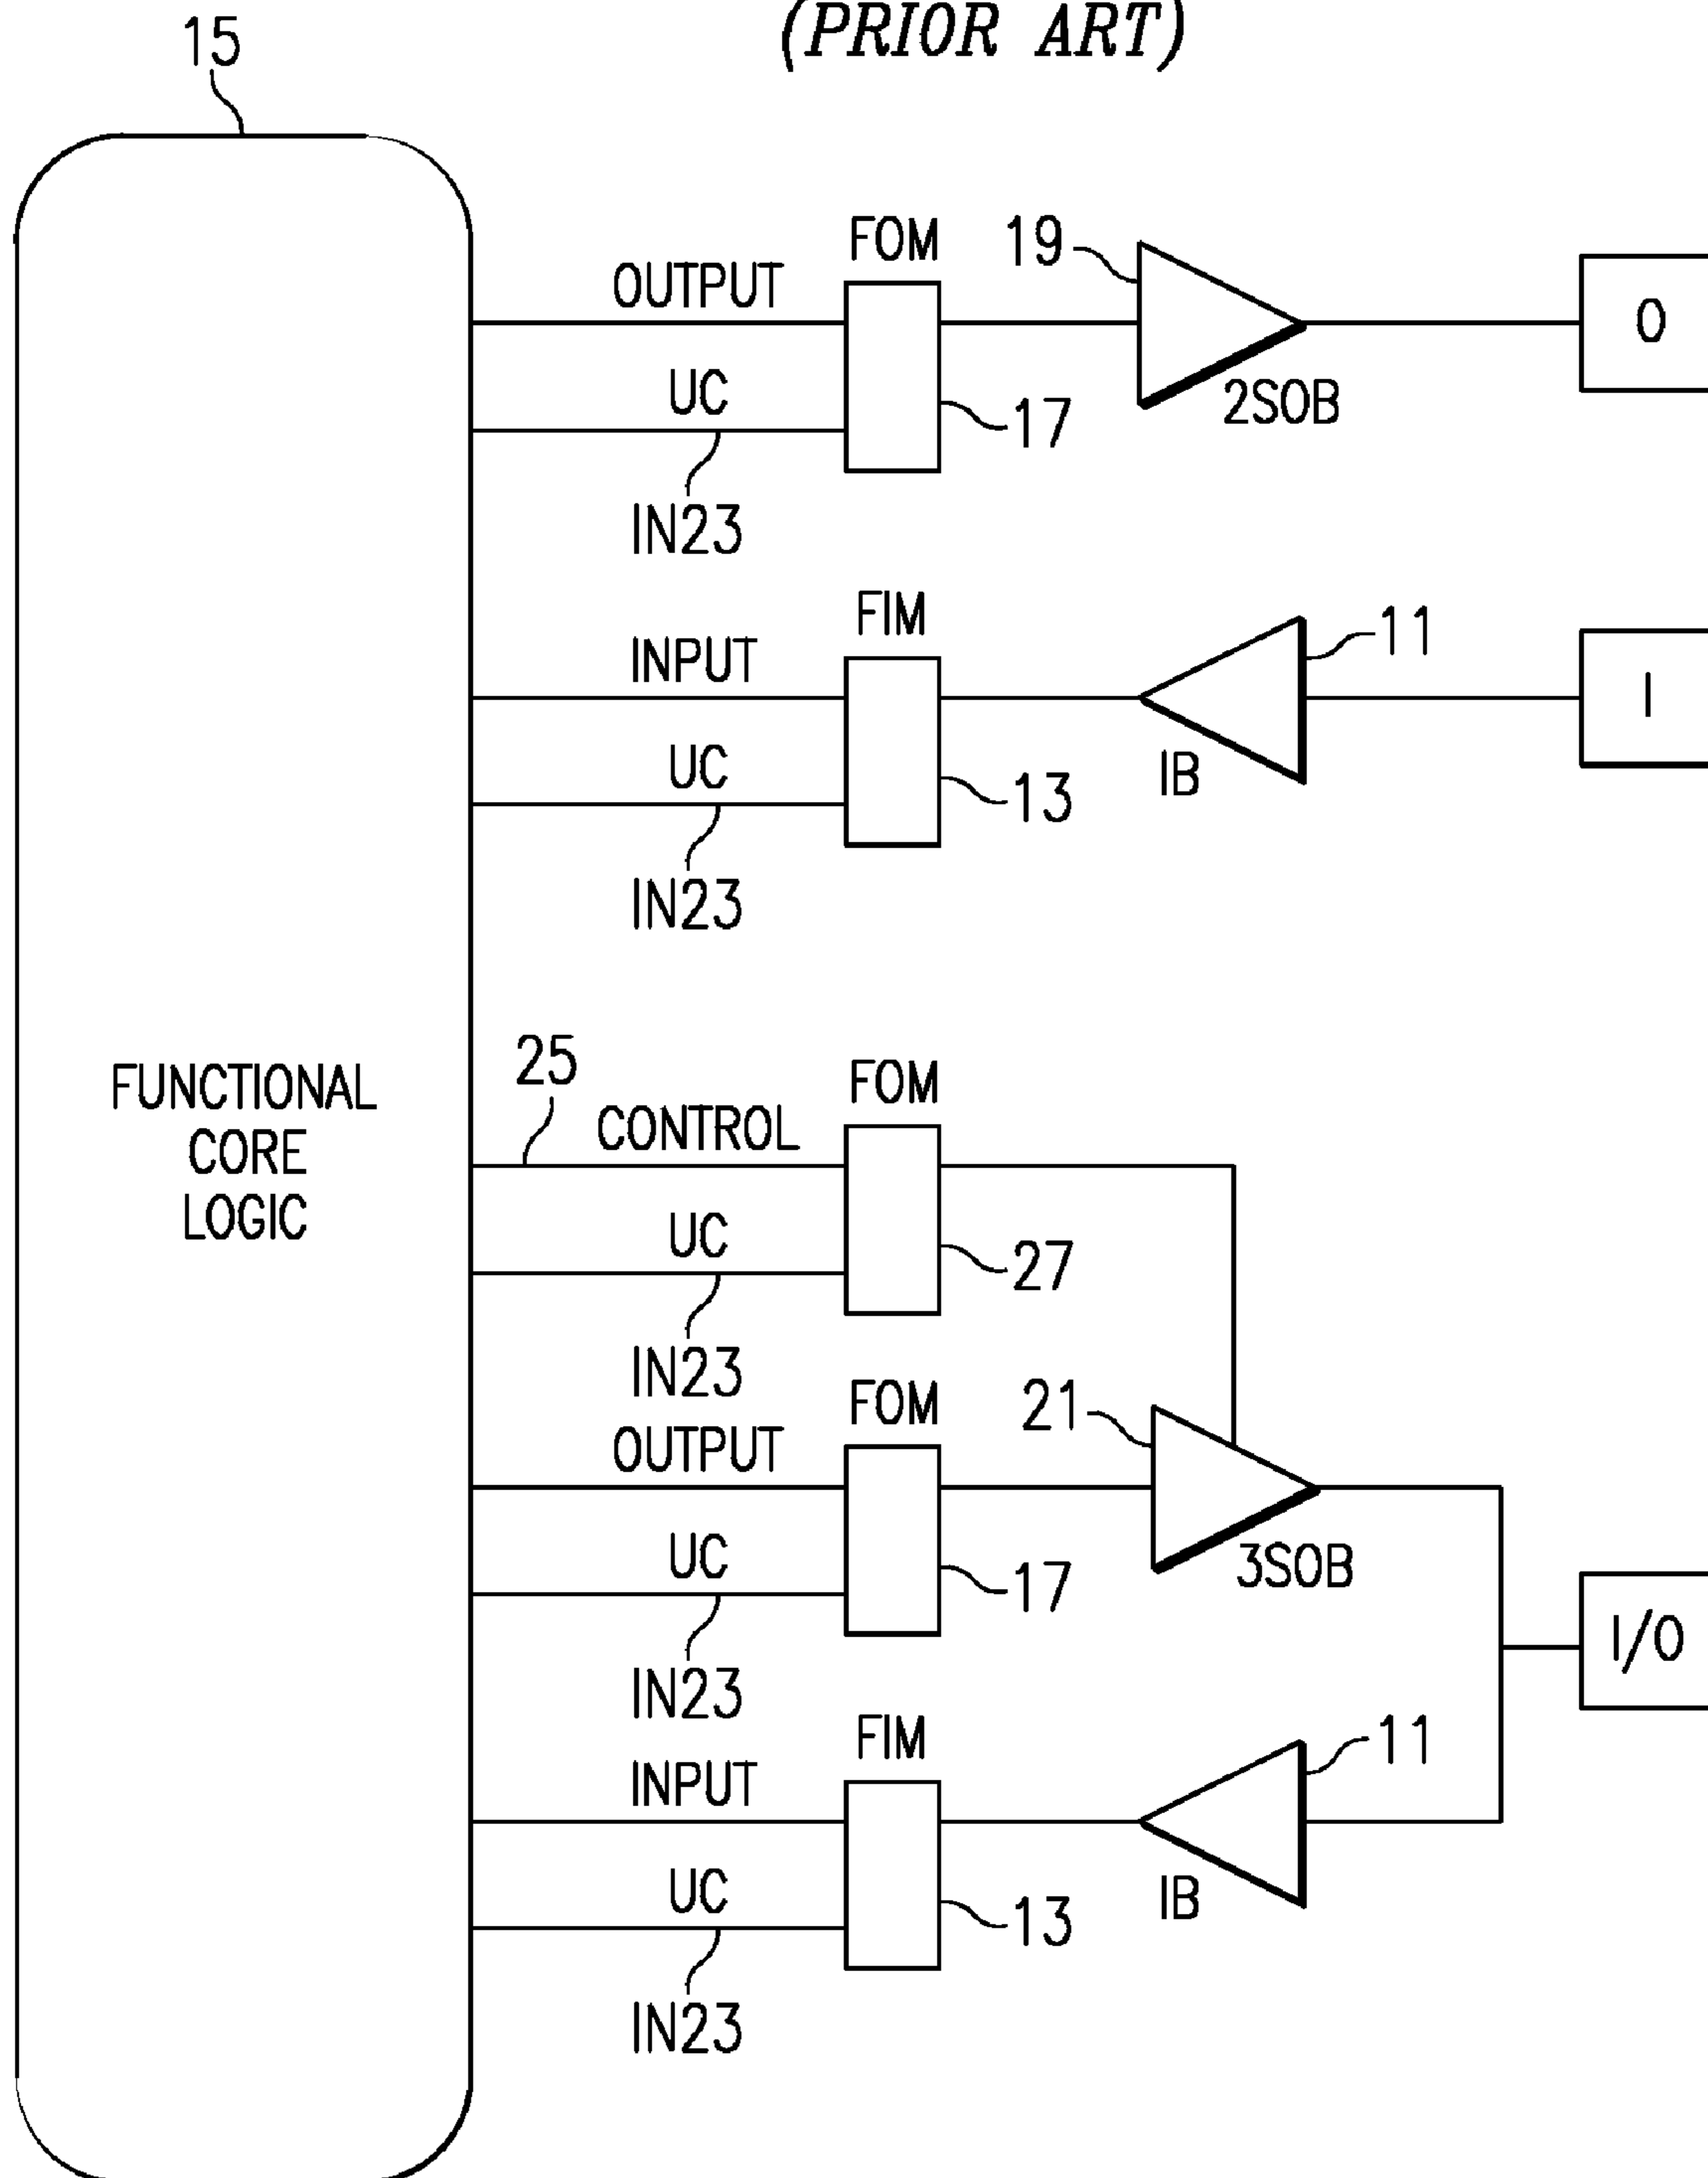 (PRIOR ART)
15
FOM
19
OUTPUT
O
UC
2SOB
17
IN23
FIM
11
INPUT
I
UC
IB
13
IN23
FUNCTIONAL
CORE
LOGIC
25
FOM
CONTROL
UC
27
IN23
FOM
21
OUTPUT
UC
3SOB
17
I/O
IN23
FIM
11
INPUT
UC
IB
13
IN23